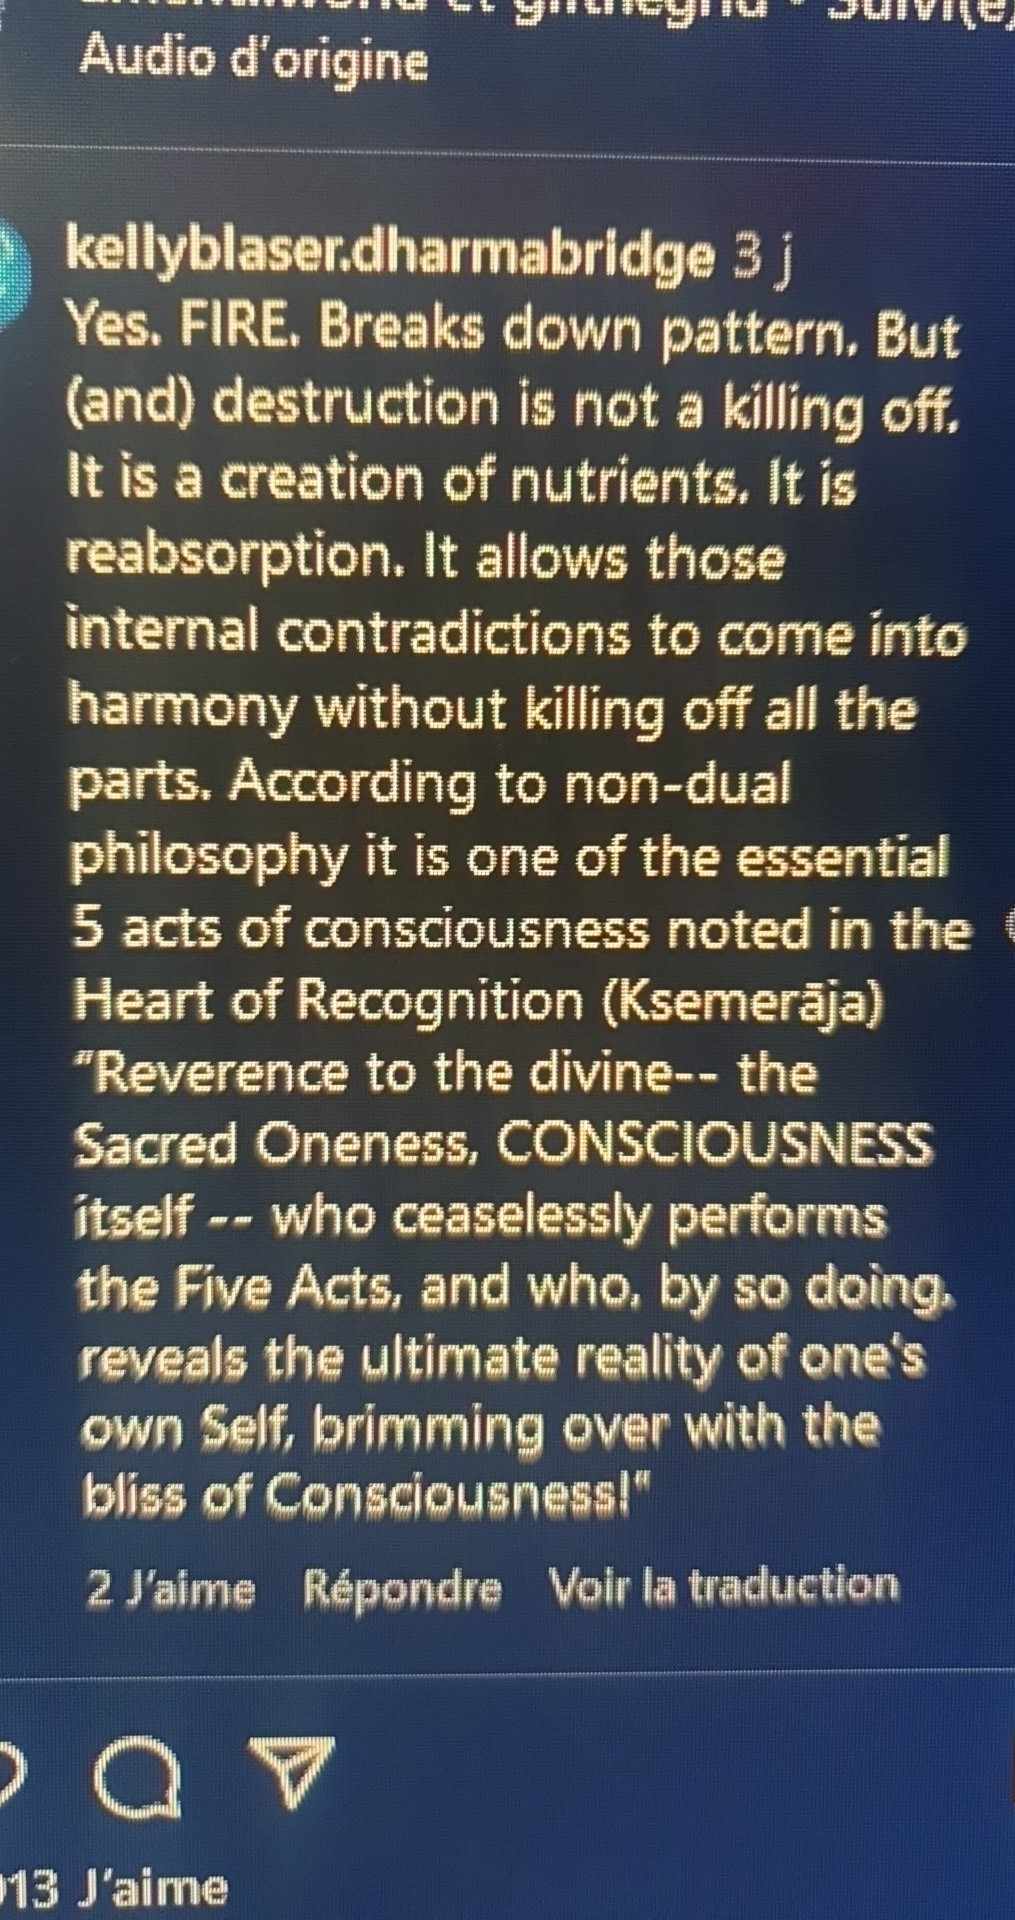 et gifthegrid • Suivi(e)
Audio d'origine
kellyblaser.dharmabridge 3 j
Yes. FIRE. Breaks down pattern. But
(and) destruction is not a killing off.
It is a creation of nutrients. It is
reabsorption. It allows those
internal contradictions to come into
harmony without killing off all the
parts. According to non-dual
philosophy it is one of the essential
5 acts of consciousness noted in the
Heart of Recognition (Ksemerāja)
"Reverence to the divine-- the
Sacred Oneness, CONSCIOUSNESS
itself -- who ceaselessly performs
the Five Acts, and who, by so doing,
reveals the ultimate reality of one's
own Self, brimming over with the
bliss of Consciousness!"
2 J'aime Répondre Voir la traduction
13 J'aime